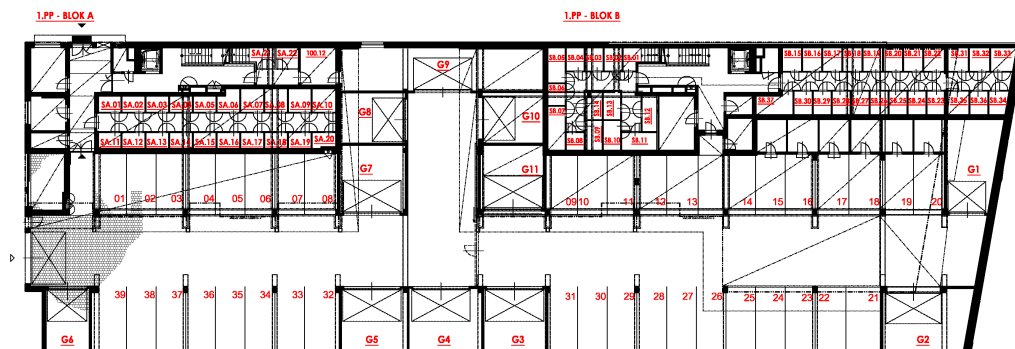 1.PP - BLOK A
1.PP - BLOK B
SA.21 SA.22 100.12
G9
SB.05 SB.04 SB.03 SB.02 SB.01
SB.15 SB.16 SB.17 SB.18 SB.19 SB.20 SB.21 SB.22 SB.31 SB.32 SB.33
SB.06
SA.01 SA.02 SA.03 SA.04 SA.05 SA.06 SA.07 SA.08 SA.09 SA.10
G8
G10
SB.07 SB.14 SB.13 SB.12
SB.37 SB.30 SB.29 SB.28 SB.27 SB.26 SB.25 SB.24 SB.23 SB.35 SB.36 SB.34
SA.11 SA.12 SA.13 SA.14 SA.15 SA.16 SA.17 SA.18 SA.19 SA.20
SB.08 SB.09 SB.10 SB.11
G7
G11
G1
01 02 03 04 05 06 07 08
09 10 11 12 13 14 15 16 17 18 19 20
39 38 37 36 35 34 33 32
31 30 29 28 27 26 25 24 23 22 21
G6 G5 G4 G3 G2